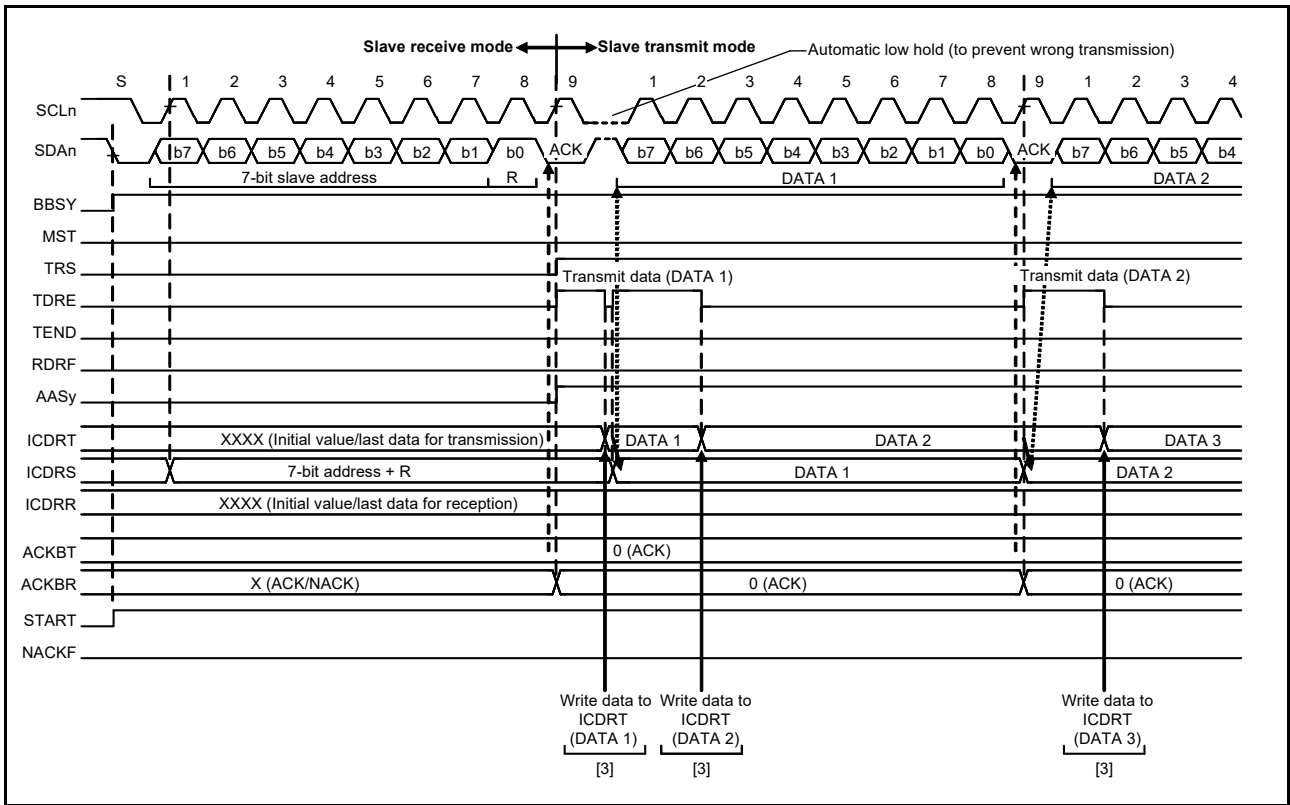 Slave receive mode Slave transmit mode Automatic low hold (to prevent wrong transmission)
S 1 2 3 4 5 6 7 8 9 1 2 3 4 5 6 7 8 9 1 2 3 4
SCLn
SDAn b7 b6 b5 b4 b3 b2 b1 b0 ACK b7 b6 b5 b4 b3 b2 b1 b0 ACK b7 b6 b5 b4
7-bit slave address R DATA 1 DATA 2
BBSY
MST
TRS
Transmit data (DATA 1) Transmit data (DATA 2)
TDRE
TEND
RDRF
AASy
ICDRT XXXX (Initial value/last data for transmission) DATA 1 DATA 2 DATA 3
ICDRS 7-bit address + R DATA 1 DATA 2
ICDRR XXXX (Initial value/last data for reception)
ACKBT 0 (ACK)
ACKBR X (ACK/NACK) 0 (ACK) 0 (ACK)
START
NACKF
Write data to Write data to Write data to
ICDRT ICDRT ICDRT
(DATA 1) (DATA 2) (DATA 3)
[3] [3] [3]